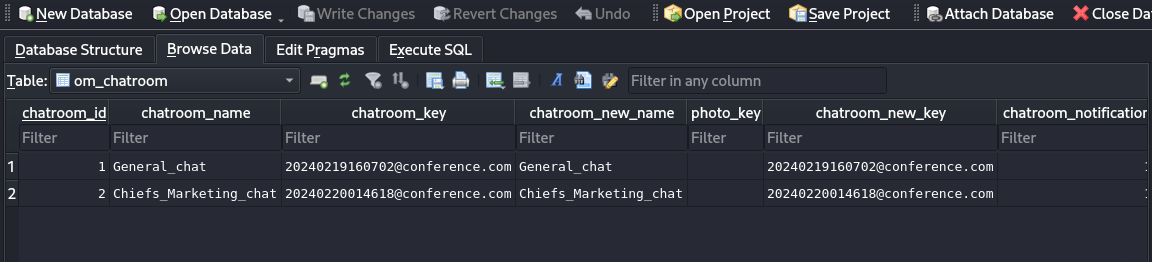 New Database Open Database Write Changes Revert Changes Undo Open Project Save Project Attach Database Close Da
Database Structure Browse Data Edit Pragmas Execute SQL
Table: om_chatroom Filter in any column
chatroom_id chatroom_name chatroom_key chatroom_new_name photo_key chatroom_new_key chatroom_notification
Filter Filter Filter Filter Filter Filter Filter
1 1 General_chat 20240219160702@conference.com General_chat 20240219160702@conference.com
2 2 Chiefs_Marketing_chat 20240220014618@conference.com Chiefs_Marketing_chat 20240220014618@conference.com